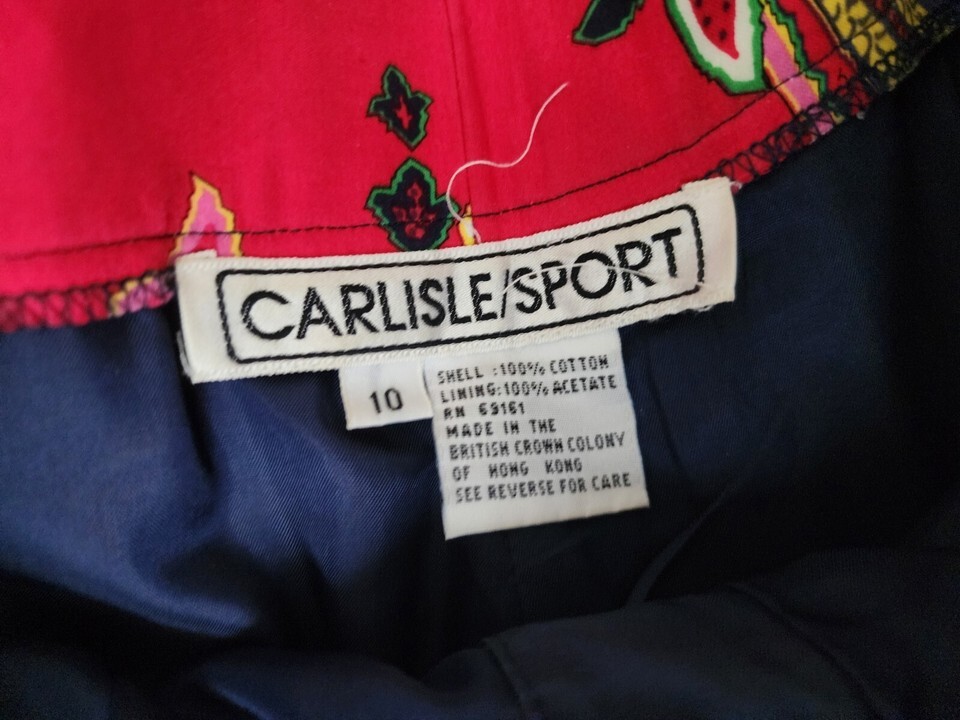 CARLISLE/SPORT
10
SHELL :100% COTTON
LINING:100% ACETATE
RN 69161
MADE IN THE
BRITISH CROWN COLONY
OF HONG KONG
SEE REVERSE FOR CARE